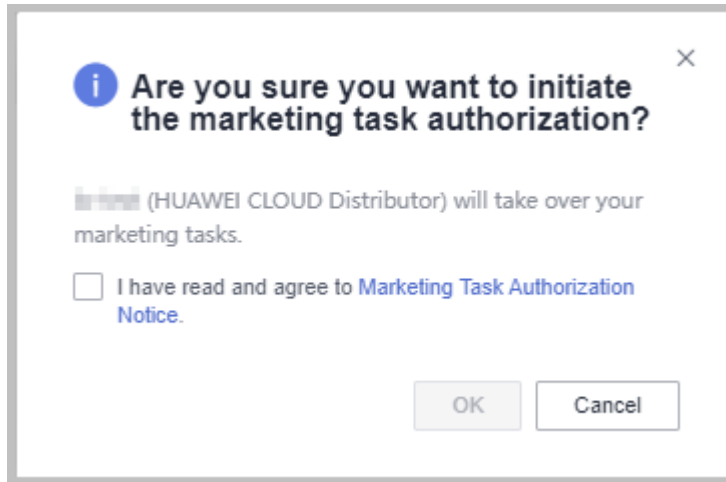 Are you sure you want to initiate
the marketing task authorization?
(HUAWEI CLOUD Distributor) will take over your
marketing tasks.
I have read and agree to Marketing Task Authorization
Notice.
OK
Cancel